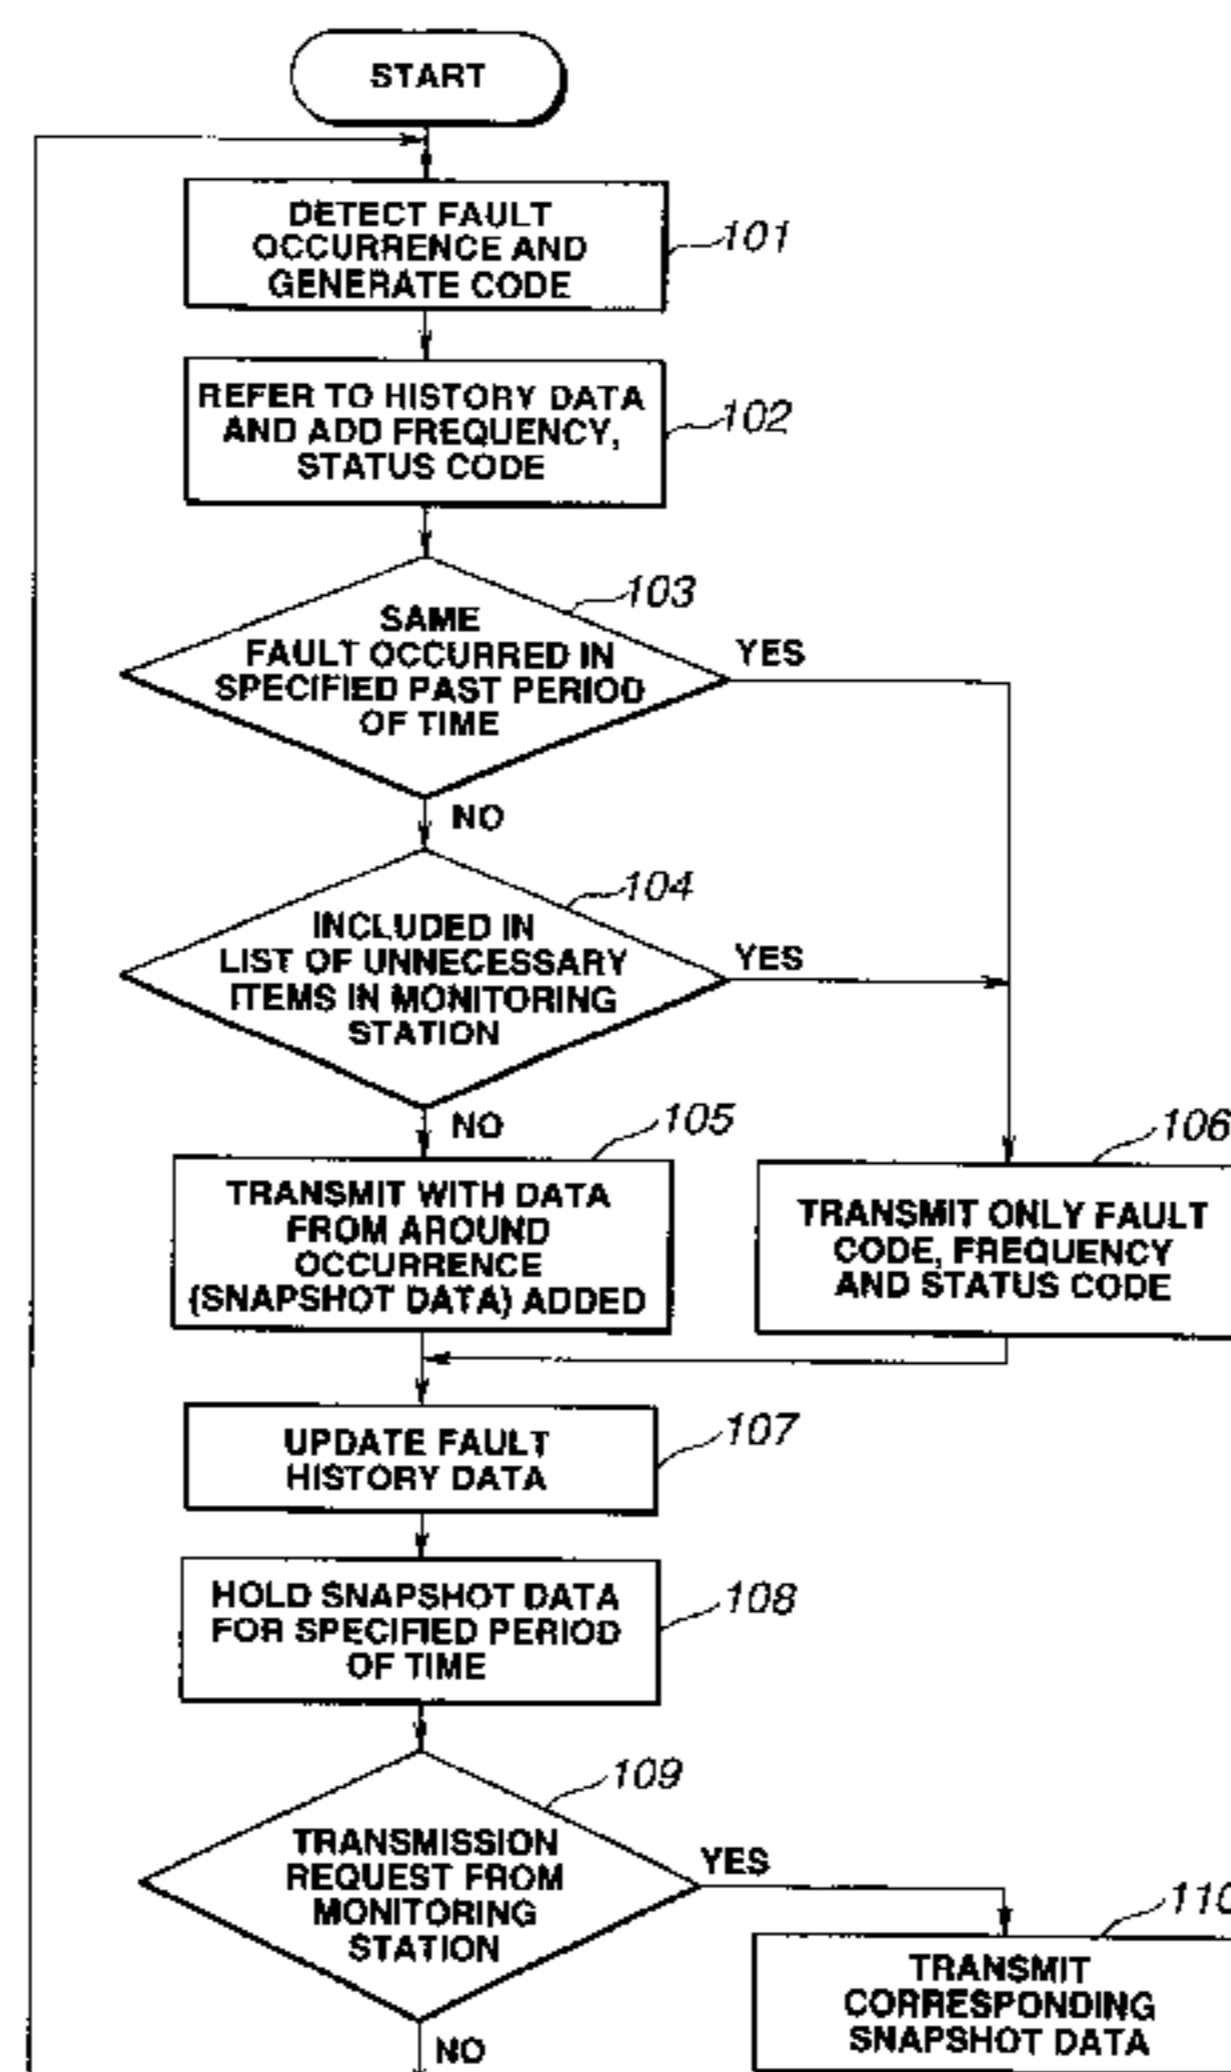 START
DETECT FAULT
OCCURRENCE AND
GENERATE CODE
101
REFER TO HISTORY DATA
AND ADD FREQUENCY,
STATUS CODE
102
103
SAME
FAULT OCCURRED IN
SPECIFIED PAST PERIOD
OF TIME
YES
NO
104
INCLUDED IN
LIST OF UNNECESSARY
ITEMS IN MONITORING
STATION
YES
NO
105
TRANSMIT WITH DATA
FROM AROUND
OCCURRENCE
(SNAPSHOT DATA) ADDED
106
TRANSMIT ONLY FAULT
CODE, FREQUENCY
AND STATUS CODE
UPDATE FAULT
HISTORY DATA
107
HOLD SNAPSHOT DATA
FOR SPECIFIED PERIOD
OF TIME
108
109
TRANSMISSION
REQUEST FROM
MONITORING
STATION
YES
NO
110
TRANSMIT
CORRESPONDING
SNAPSHOT DATA